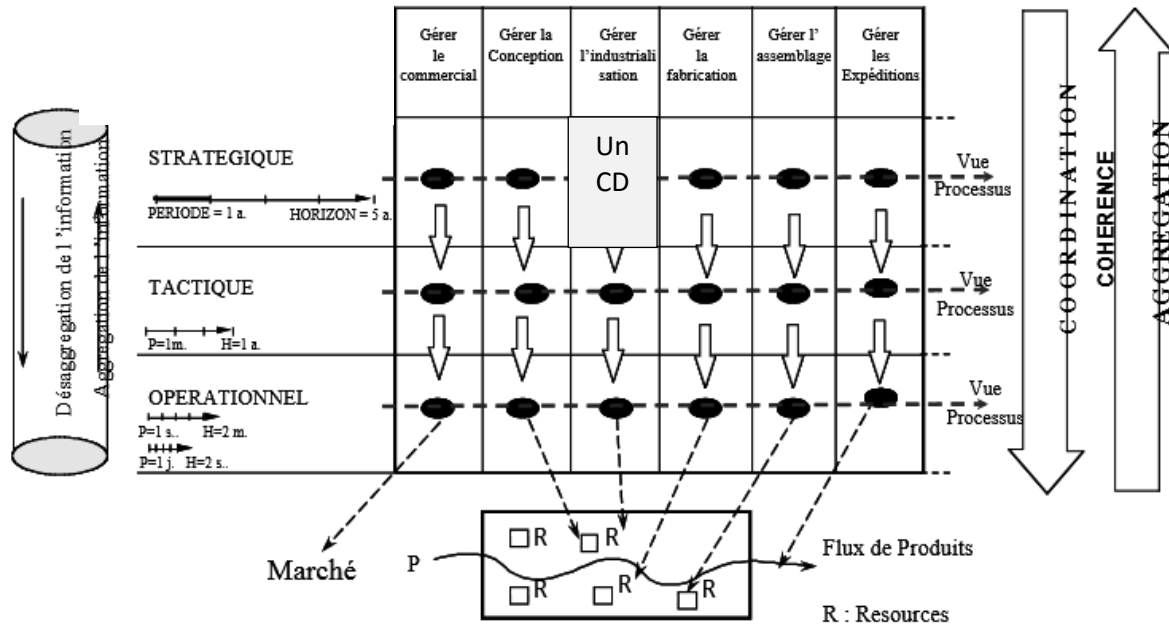 Gérer
le
commercial
Gérer la
Conception
Gérer
l'industriali
sation
Gérer
la
fabrication
Gérer l'
assemblage
Gérer
les
Expéditions
Désaggregation de l 'information
Aggregation de l'information
STRATEGIQUE
PERIODE = 1 a.
HORIZON = 5 a.
Un
CD
Vue
Processus
TACTIQUE
P=1m.
H=1 a.
Vue
Processus
OPERATIONNEL
P=1 s..
H=2 m.
P=1 j.
H=2 s..
Vue
Processus
COORDINATION
COHERENCE
AGGREGATION
Marché
P
R
R
R
R
R
Flux de Produits
R : Resources